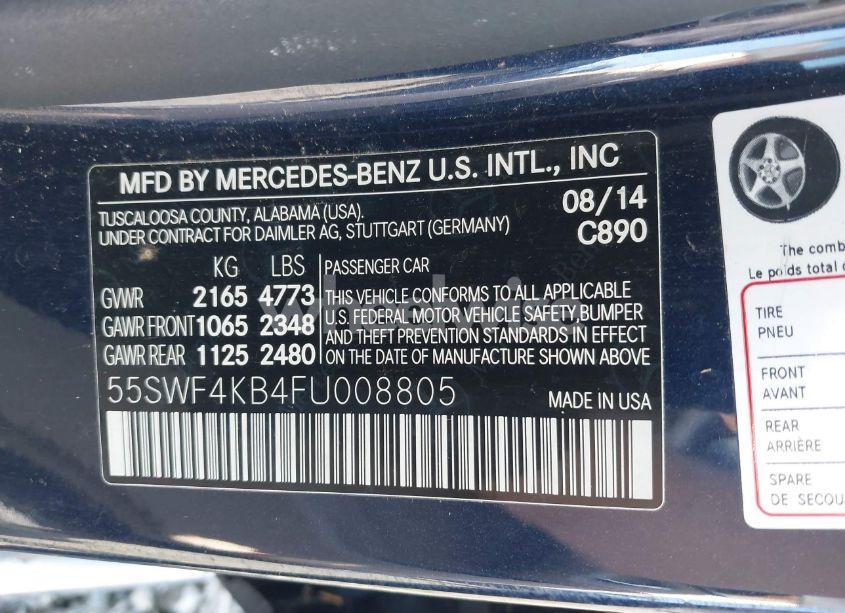 MFD BY MERCEDES-BENZ U.S. INTL., INC
TUSCALOOSA COUNTY, ALABAMA (USA). 08/14
UNDER CONTRACT FOR DAIMLER AG, STUTTGART (GERMANY) C890
KG LBS PASSENGER CAR
GVWR 2165 4773 THIS VEHICLE CONFORMS TO ALL APPLICABLE
GAWR FRONT 1065 2348 U.S. FEDERAL MOTOR VEHICLE SAFETY,BUMPER
AND THEFT PREVENTION STANDARDS IN EFFECT
GAWR REAR 1125 2480 ON THE DATE OF MANUFACTURE SHOWN ABOVE
55SWF4KB4FU008805 MADE IN USA
The comb
Le poids total
TIRE
PNEU
FRONT
AVANT
REAR
ARRIÈRE
SPARE
DE SECOU